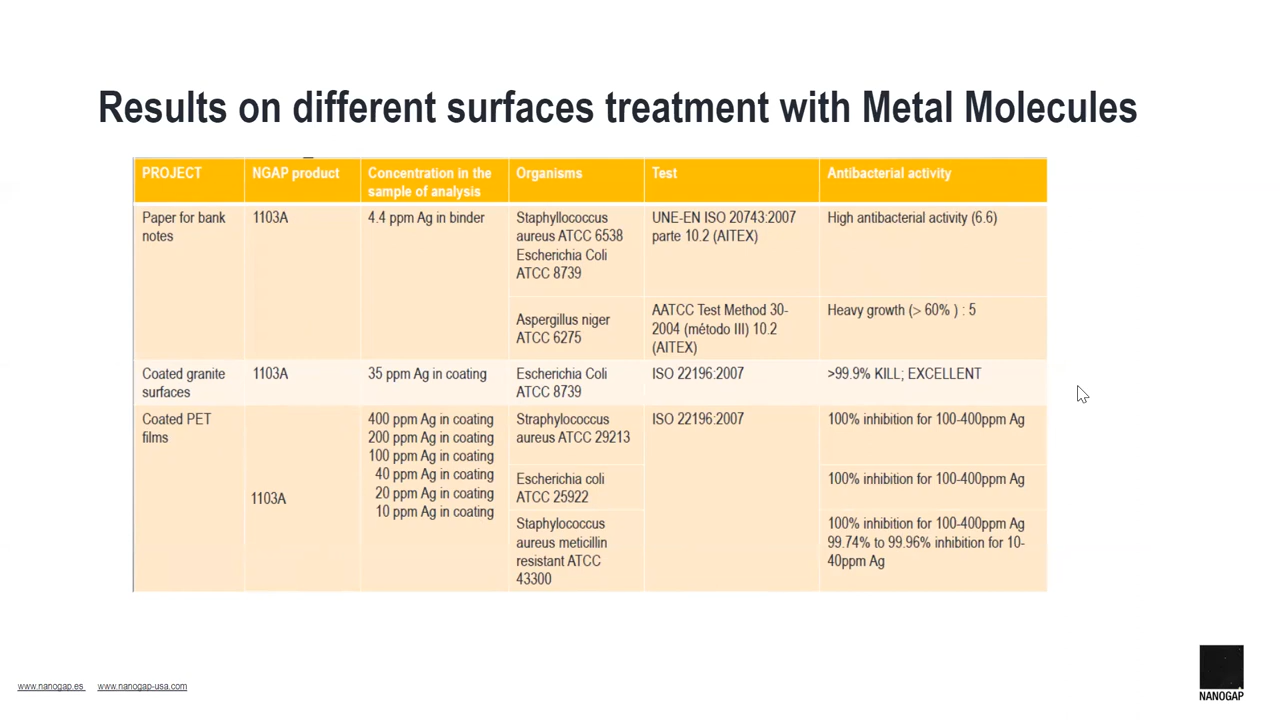 Results on different surfaces treatment with Metal Molecules
PROJECT
NGAP product
Concentration in the
sample of analysis
Organisms
Test
Antibacterial activity
Paper for bank
notes
1103A
4.4 ppm Ag in binder
Staphyllococcus
aureus ATCC 6538
Escherichia Coli
ATCC 8739
UNE-EN ISO 20743:2007
parte 10.2 (AITEX)
High antibacterial activity (6.6)
Aspergillus niger
ATCC 6275
AATCC Test Method 30-
2004 (método III) 10.2
(AITEX)
Heavy growth (> 60% ) : 5
Coated granite
surfaces
1103A
35 ppm Ag in coating
Escherichia Coli
ATCC 8739
ISO 22196:2007
>99.9% KILL; EXCELLENT
Coated PET
films
1103A
400 ppm Ag in coating
200 ppm Ag in coating
100 ppm Ag in coating
40 ppm Ag in coating
20 ppm Ag in coating
10 ppm Ag in coating
Straphylococcus
aureus ATCC 29213
ISO 22196:2007
100% inhibition for 100-400ppm Ag
Escherichia coli
ATCC 25922
100% inhibition for 100-400ppm Ag
Staphylococcus
aureus meticillin
resistant ATCC
43300
100% inhibition for 100-400ppm Ag
99.74% to 99.96% inhibition for 10-
40ppm Ag
www.nanogap.es www.nanogap-usa.com
NANOGAP